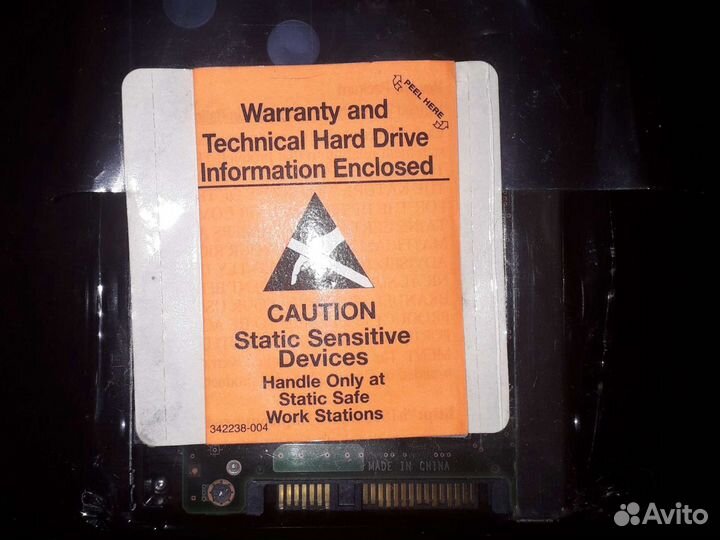 PEEL HERE
Warranty and
Technical Hard Drive
Information Enclosed
CAUTION
Static Sensitive
Devices
Handle Only at
Static Safe
Work Stations
342238-004
MADE IN CHINA
Avito